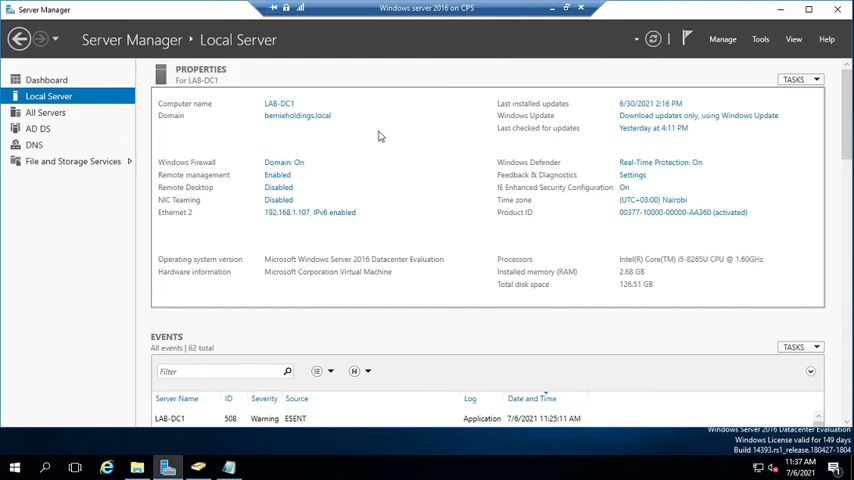 Server Manager
Windows server 2016 on CPS
Server Manager ‣ Local Server
Manage Tools View Help
Dashboard
Local Server
All Servers
AD DS
DNS
File and Storage Services
PROPERTIES
For LAB-DC1
TASKS
Computer name LAB-DC1 Last installed updates 6/30/2021 2:16 PM
Domain bernieholdings.local Windows Update Download updates only, using Windows Update
Last checked for updates Yesterday at 4:11 PM
Windows Firewall Domain: On Windows Defender Real-Time Protection: On
Remote management Enabled Feedback & Diagnostics Settings
Remote Desktop Disabled IE Enhanced Security Configuration On
NIC Teaming Disabled Time zone (UTC+03:00) Nairobi
Ethernet 2 192.168.1.107, IPv6 enabled Product ID 00377-10000-00000-AA360 (activated)
Operating system version Microsoft Windows Server 2016 Datacenter Evaluation Processors Intel(R) Core(TM) i5-8265U CPU @ 1.60GHz
Hardware information Microsoft Corporation Virtual Machine Installed memory (RAM) 2.68 GB
Total disk space 126.51 GB
EVENTS
All events | 62 total
TASKS
Filter
Server Name ID Severity Source Log Date and Time
LAB-DC1 508 Warning ESENT Application 7/6/2021 11:25:11 AM
Windows Server 2016 Datacenter Evaluation
Windows License valid for 149 days
Build 14393.rs1_release.180427-1804
11:37 AM
7/6/2021